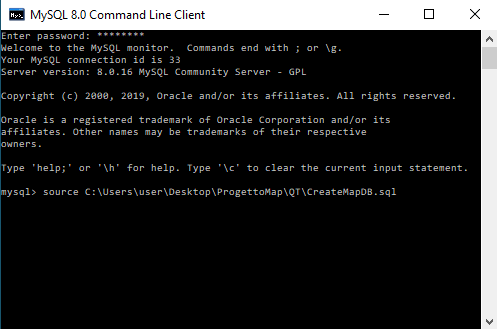 MySQL 8.0 Command Line Client
Enter password: ********
Welcome to the MySQL monitor.  Commands end with ; or \g.
Your MySQL connection id is 33
Server version: 8.0.16 MySQL Community Server - GPL
Copyright (c) 2000, 2019, Oracle and/or its affiliates. All rights reserved.
Oracle is a registered trademark of Oracle Corporation and/or its
affiliates. Other names may be trademarks of their respective
owners.
Type 'help;' or '\h' for help. Type '\c' to clear the current input statement.
mysql> source C:\Users\user\Desktop\ProgettoMap\QT\CreateMapDB.sql